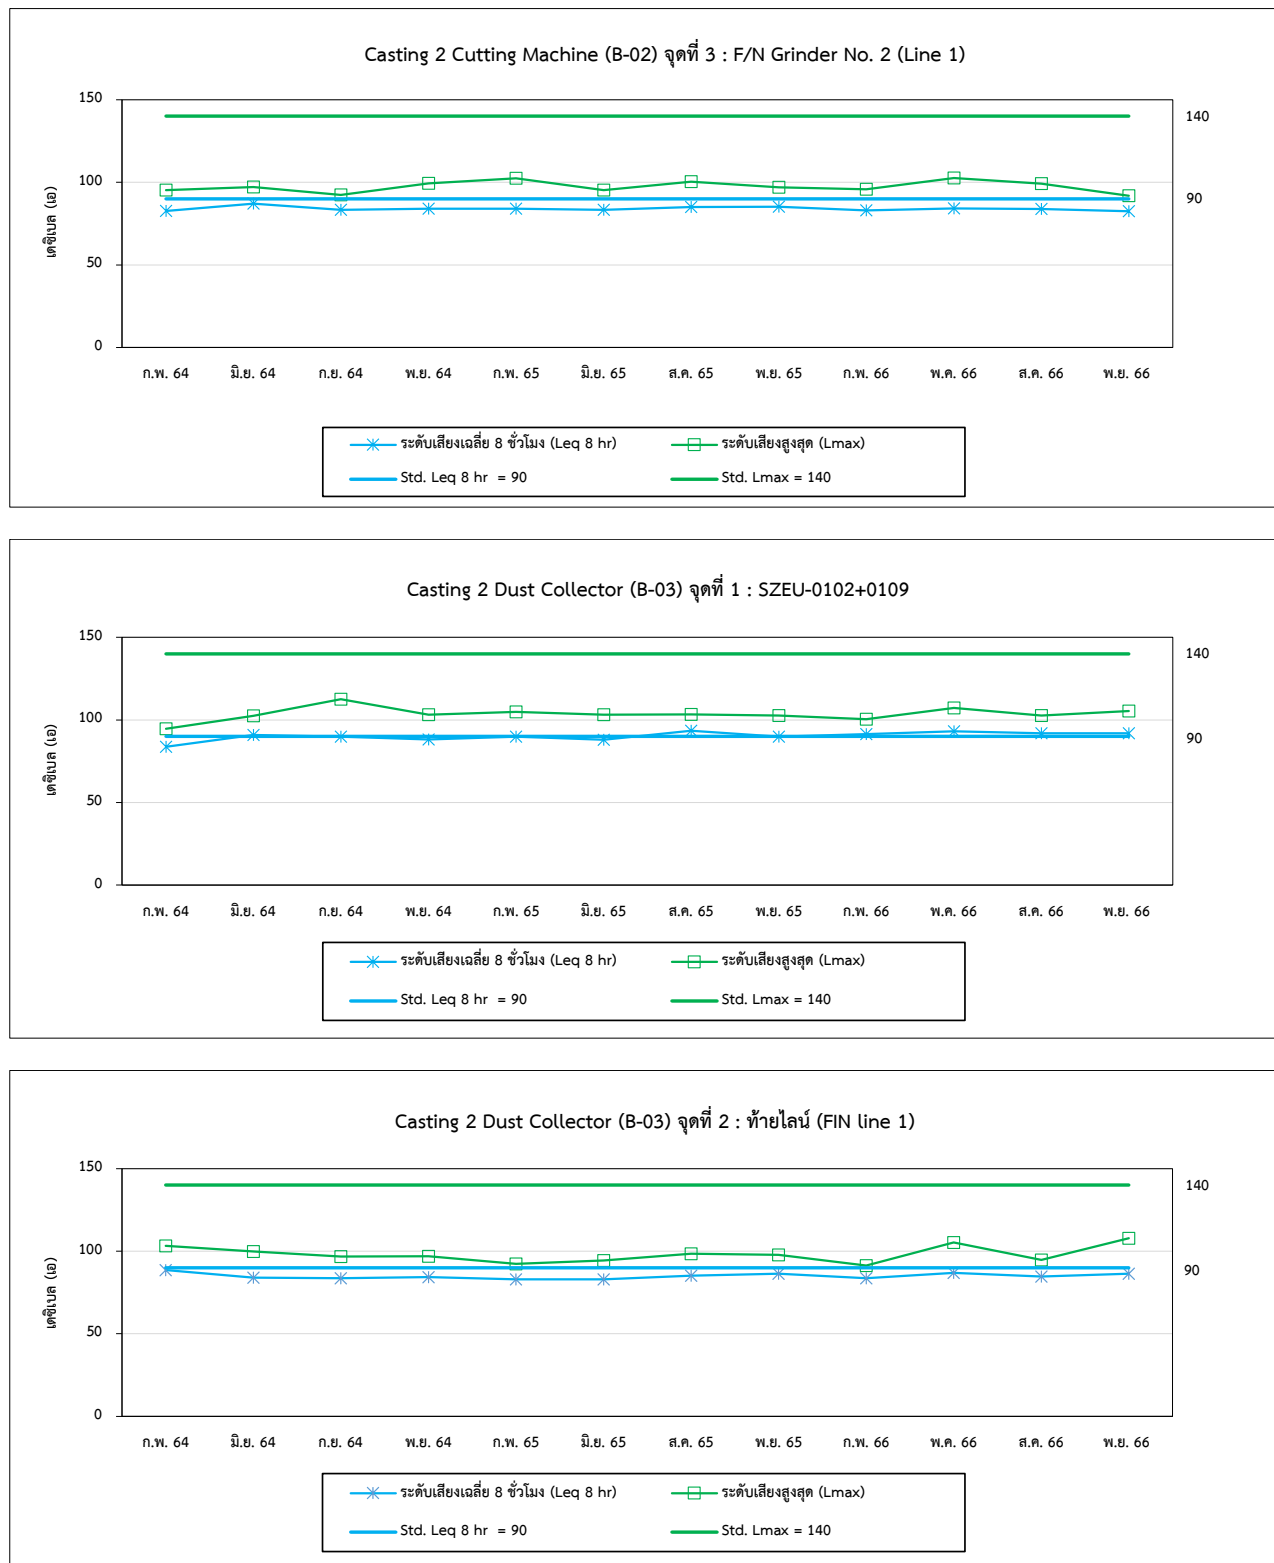 Casting 2 Cutting Machine (B-02) จุดที่ 3 : F/N Grinder No. 2 (Line 1)
150
140
100
90
50
0
เดซิเบล (เอ)
ก.พ. 64 มิ.ย. 64 ก.ย. 64 พ.ย. 64 ก.พ. 65 มิ.ย. 65 ส.ค. 65 พ.ย. 65 ก.พ. 66 พ.ค. 66 ส.ค. 66 พ.ย. 66
ระดับเสียงเฉลี่ย 8 ชั่วโมง (Leq 8 hr) ระดับเสียงสูงสุด (Lmax)
Std. Leq 8 hr = 90 Std. Lmax = 140
Casting 2 Dust Collector (B-03) จุดที่ 1 : SZEU-0102+0109
150
140
100
90
50
0
เดซิเบล (เอ)
ก.พ. 64 มิ.ย. 64 ก.ย. 64 พ.ย. 64 ก.พ. 65 มิ.ย. 65 ส.ค. 65 พ.ย. 65 ก.พ. 66 พ.ค. 66 ส.ค. 66 พ.ย. 66
ระดับเสียงเฉลี่ย 8 ชั่วโมง (Leq 8 hr) ระดับเสียงสูงสุด (Lmax)
Std. Leq 8 hr = 90 Std. Lmax = 140
Casting 2 Dust Collector (B-03) จุดที่ 2 : ท้ายไลน์ (FIN line 1)
150
140
100
90
50
0
เดซิเบล (เอ)
ก.พ. 64 มิ.ย. 64 ก.ย. 64 พ.ย. 64 ก.พ. 65 มิ.ย. 65 ส.ค. 65 พ.ย. 65 ก.พ. 66 พ.ค. 66 ส.ค. 66 พ.ย. 66
ระดับเสียงเฉลี่ย 8 ชั่วโมง (Leq 8 hr) ระดับเสียงสูงสุด (Lmax)
Std. Leq 8 hr = 90 Std. Lmax = 140